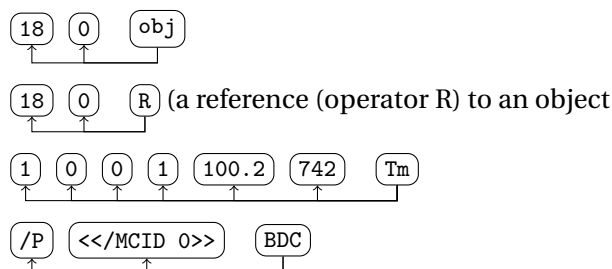 18 0 obj
18 0 R (a reference (operator R) to an object
1 0 0 1 100.2 742 Tm
/P <</MCID 0>> BDC